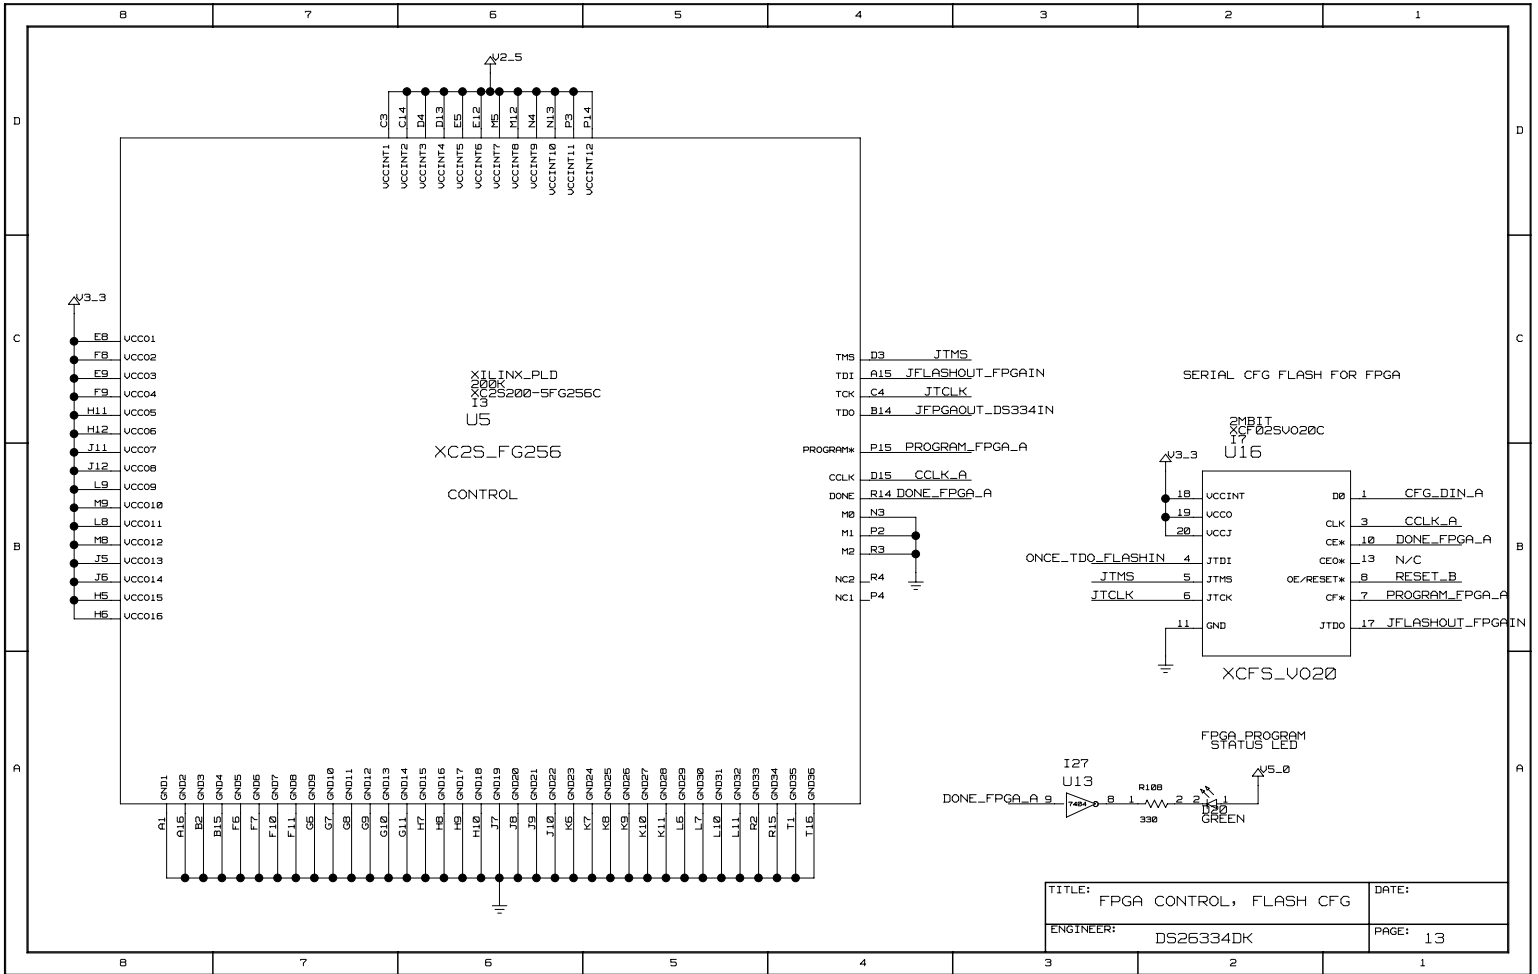 8 7 6 5 4 3 2 1
D
C
B
A
V2_5
C3 C14 D4 D13 E5 E12 M5 M12 N4 N13 P3 P14
VCCINT1 VCCINT2 VCCINT3 VCCINT4 VCCINT5 VCCINT6 VCCINT7 VCCINT8 VCCINT9 VCCINT10 VCCINT11 VCCINT12
V3_3
E8 VCCO1
F8 VCCO2
E9 VCCO3
F9 VCCO4
H11 VCCO5
H12 VCCO6
J11 VCCO7
J12 VCCO8
L9 VCCO9
M9 VCCO10
L8 VCCO11
M8 VCCO12
J5 VCCO13
J6 VCCO14
H5 VCCO15
H6 VCCO16
XILINX_PLD
200K
XC2S200-5FG256C
I3
U5
XC2S_FG256
CONTROL
TMS D3 JTMS
TDI A15 JFLASHOUT_FPGAIN
TCK C4 JTCLK
TDO B14 JFPGAOUT_DS334IN
PROGRAM* P15 PROGRAM_FPGA_A
CCLK D15 CCLK_A
DONE R14 DONE_FPGA_A
M0 N3
M1 P2
M2 R3
NC2 R4
NC1 P4
GND1 GND2 GND3 GND4 GND5 GND6 GND7 GND8 GND9 GND10 GND11 GND12 GND13 GND14 GND15 GND16 GND17 GND18 GND19 GND20 GND21 GND22 GND23 GND24 GND25 GND26 GND27 GND28 GND29 GND30 GND31 GND32 GND33 GND34 GND35 GND36
A1 A16 B2 B15 F6 F7 F10 F11 G6 G7 G8 G9 G10 G11 H7 H8 H9 H10 J7 J8 J9 J10 K6 K7 K8 K9 K10 K11 L6 L7 L10 L11 R2 R15 T1 T16
SERIAL CFG FLASH FOR FPGA
2MBIT
XCF02SVO20C
I7
U16
V3_3
18 VCCINT
19 VCCO
20 VCCJ
ONCE_TDO_FLASHIN 4 JTDI
JTMS 5 JTMS
JTCLK 6 JTCK
11 GND
D0 1 CFG_DIN_A
CLK 3 CCLK_A
CE* 10 DONE_FPGA_A
CEO* 13 N/C
OE/RESET* 8 RESET_B
CF* 7 PROGRAM_FPGA_A
JTDO 17 JFLASHOUT_FPGAIN
XCFS_VO20
FPGA PROGRAM
STATUS LED
V5_0
I27
U13
DONE_FPGA_A 9 7404 8 1 R108 2 2 1
330
GREEN
TITLE: FPGA CONTROL, FLASH CFG
DATE:
ENGINEER: DS26334DK
PAGE: 13
8 7 6 5 4 3 2 1
D
C
B
A